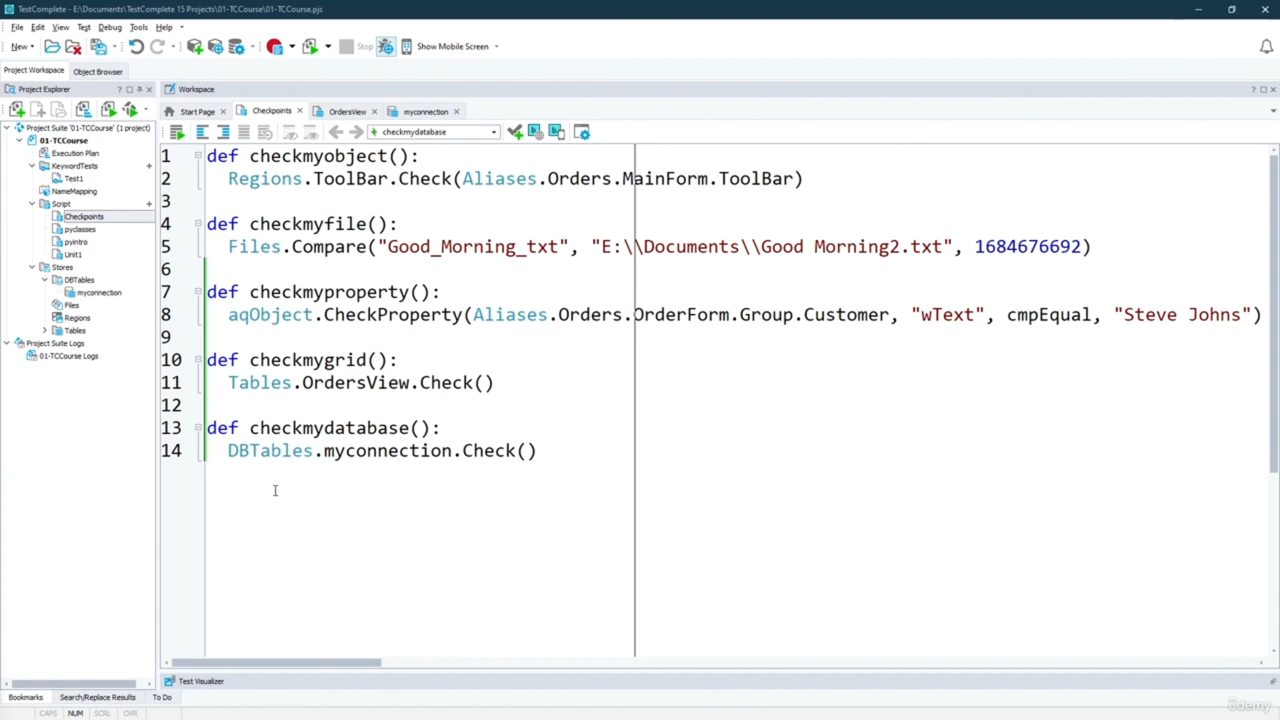 TestComplete - E:\Documents\TestComplete 15 Projects\01-TCCourse\01-TCCourse.pjs
File Edit View Test Debug Tools Help
New Stop Show Mobile Screen
Project Workspace Object Browser
Project Explorer
Workspace
Start Page Checkpoints OrdersView myconnection
checkmydatabase
Project Suite '01-TCCourse' (1 project)
01-TCCourse
Execution Plan
KeywordTests
Test1
NameMapping
Script
Checkpoints
pyclasses
pyintro
Unit1
Stores
DBTables
myconnection
Files
Regions
Tables
Project Suite Logs
01-TCCourse Logs
1 def checkmyobject():
2 Regions.ToolBar.Check(Aliases.Orders.MainForm.ToolBar)
3
4 def checkmyfile():
5 Files.Compare("Good_Morning_txt", "E:\\Documents\\Good Morning2.txt", 1684676692)
6
7 def checkmyproperty():
8 aqObject.CheckProperty(Aliases.Orders.OrderForm.Group.Customer, "wText", cmpEqual, "Steve Johns")
9
10 def checkmygrid():
11 Tables.OrdersView.Check()
12
13 def checkmydatabase():
14 DBTables.myconnection.Check()
Test Visualizer
Bookmarks Search/Replace Results To Do
CAPS NUM SCRL OVR
ûdemy